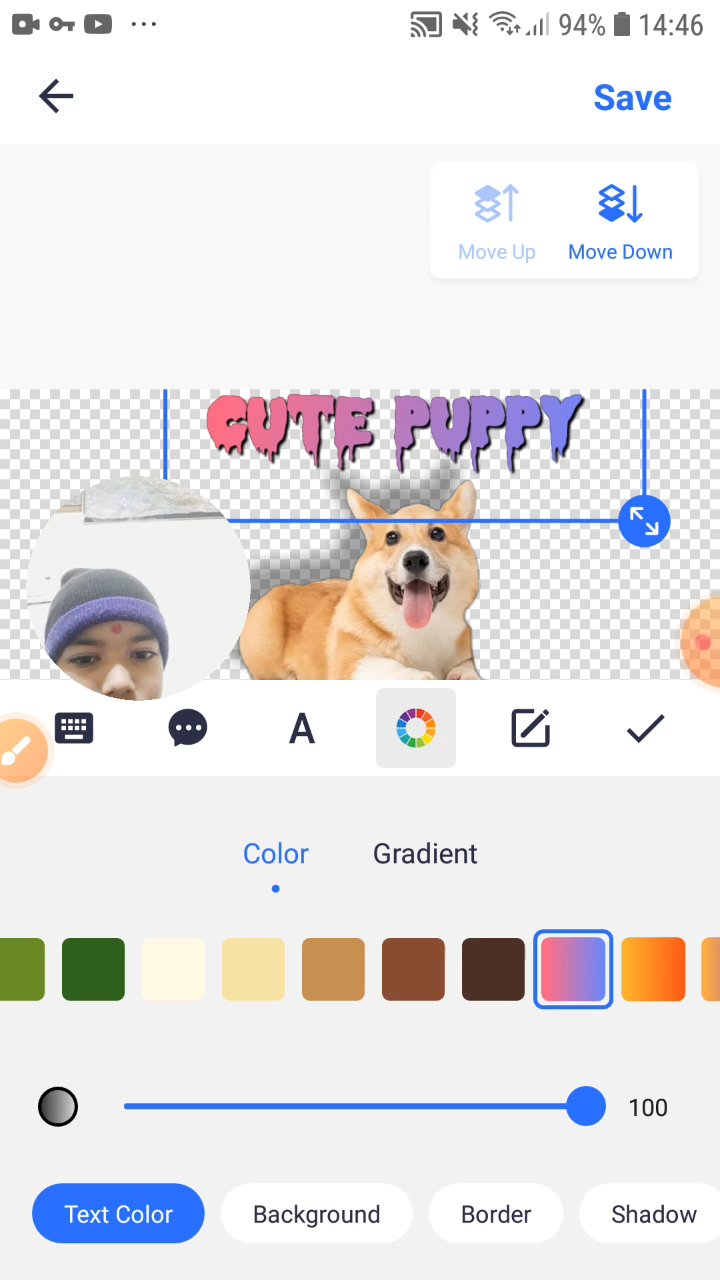 94% 14:46
Save
Move Up Move Down
CUTE PUPPY
A
Color Gradient
100
Text Color Background Border Shadow